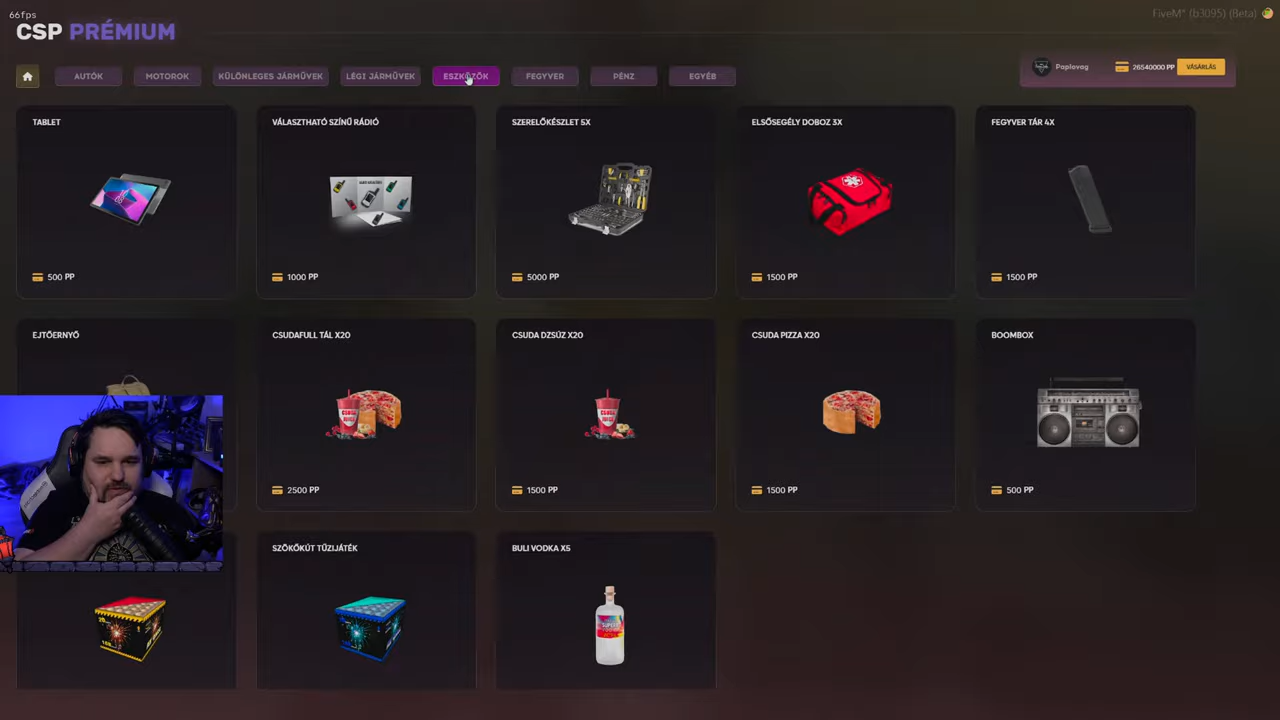 66fps
FiveM* (b3095) (Beta)
CSP PRÉMIUM
AUTÓK
MOTOROK
KÜLÖNLEGES JÁRMŰVEK
LÉGI JÁRMŰVEK
ESZKÖZÖK
FEGYVER
PÉNZ
EGYÉB
Paplovag
26540000 PP
VÁSÁRLÁS
TABLET
VÁLASZTHATÓ SZÍNŰ RÁDIÓ
SZERELŐKÉSZLET 5X
ELSŐSEGÉLY DOBOZ 3X
FEGYVER TÁR 4X
500 PP
1000 PP
5000 PP
1500 PP
1500 PP
EJTŐERNYŐ
CSUDAFULL TÁL X20
CSUDA DZSÚZ X20
CSUDA PIZZA X20
BOOMBOX
2500 PP
1500 PP
1500 PP
500 PP
SZÖKŐKÚT TŰZIJÁTÉK
BULI VODKA X5